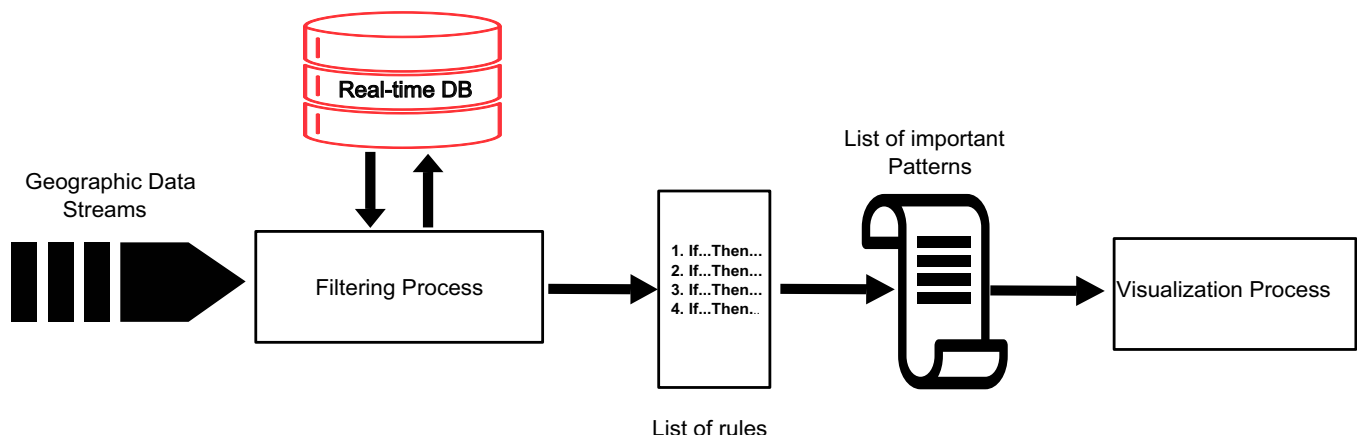 Real-time DB
Geographic Data
Streams
Filtering Process
1. If...Then...
2. If...Then...
3. If...Then...
4. If...Then...
List of rules
List of important
Patterns
Visualization Process